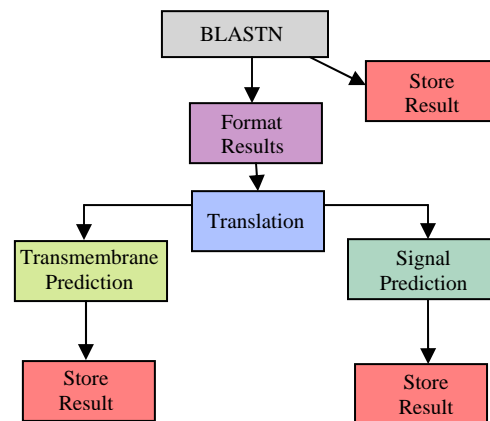 BLASTN
Store
Result
Format
Results
Translation
Transmembrane
Prediction
Signal
Prediction
Store
Result
Store
Result